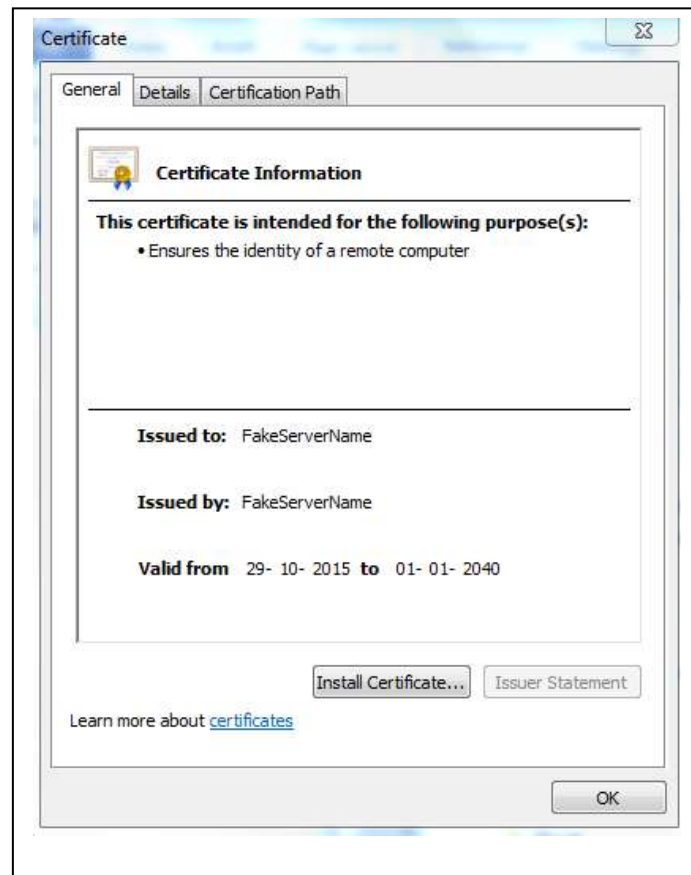 Certificate
General Details Certification Path
Certificate Information
This certificate is intended for the following purpose(s):
• Ensures the identity of a remote computer
Issued to: FakeServerName
Issued by: FakeServerName
Valid from 29- 10- 2015 to 01- 01- 2040
Install Certificate... Issuer Statement
Learn more about certificates
OK